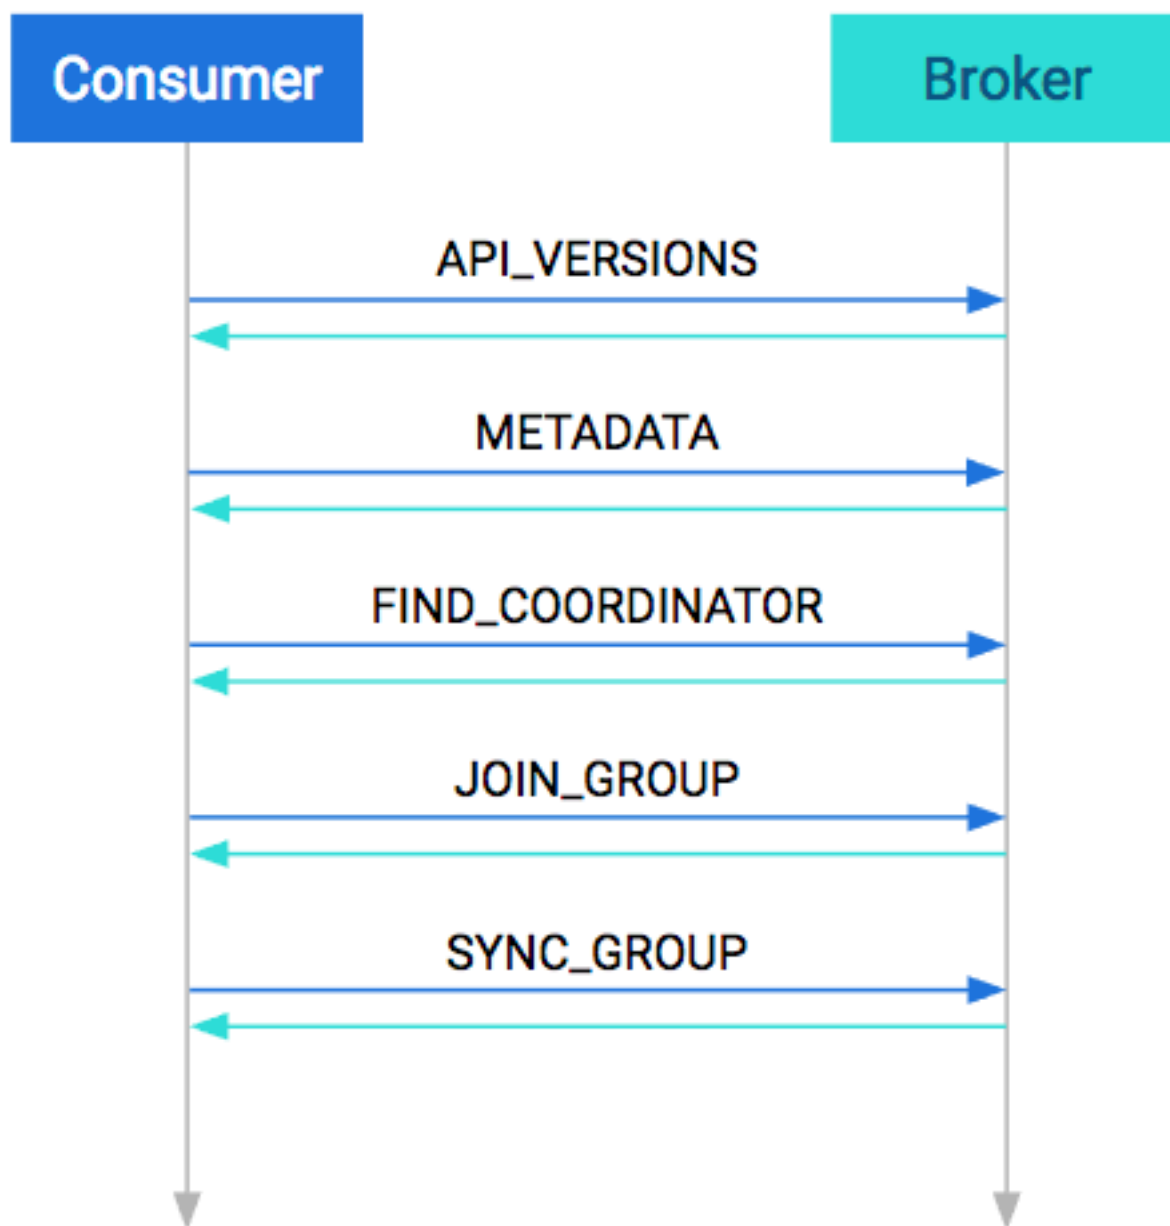 Consumer
Broker
API_VERSIONS
METADATA
FIND_COORDINATOR
JOIN_GROUP
SYNC_GROUP